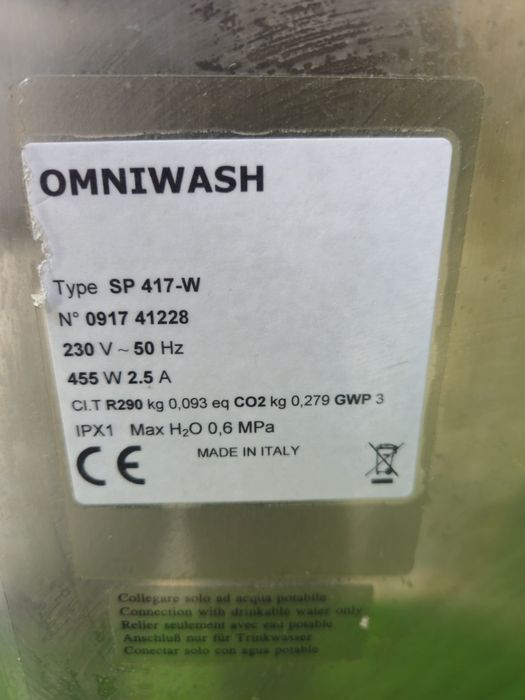 OMNIWASH
Type SP 417-W
N° 0917 41228
230 V ~ 50 Hz
455 W 2.5 A
Cl.T R290 kg 0,093 eq CO2 kg 0,279 GWP 3
IPX1 Max H₂O 0,6 MPa
CE MADE IN ITALY
Collegare solo ad acqua potabile
Connection with drinkable water only
Relier seulement avec eau potable
Anschluß nur für Trinkwasser
Conectar solo con agua potable